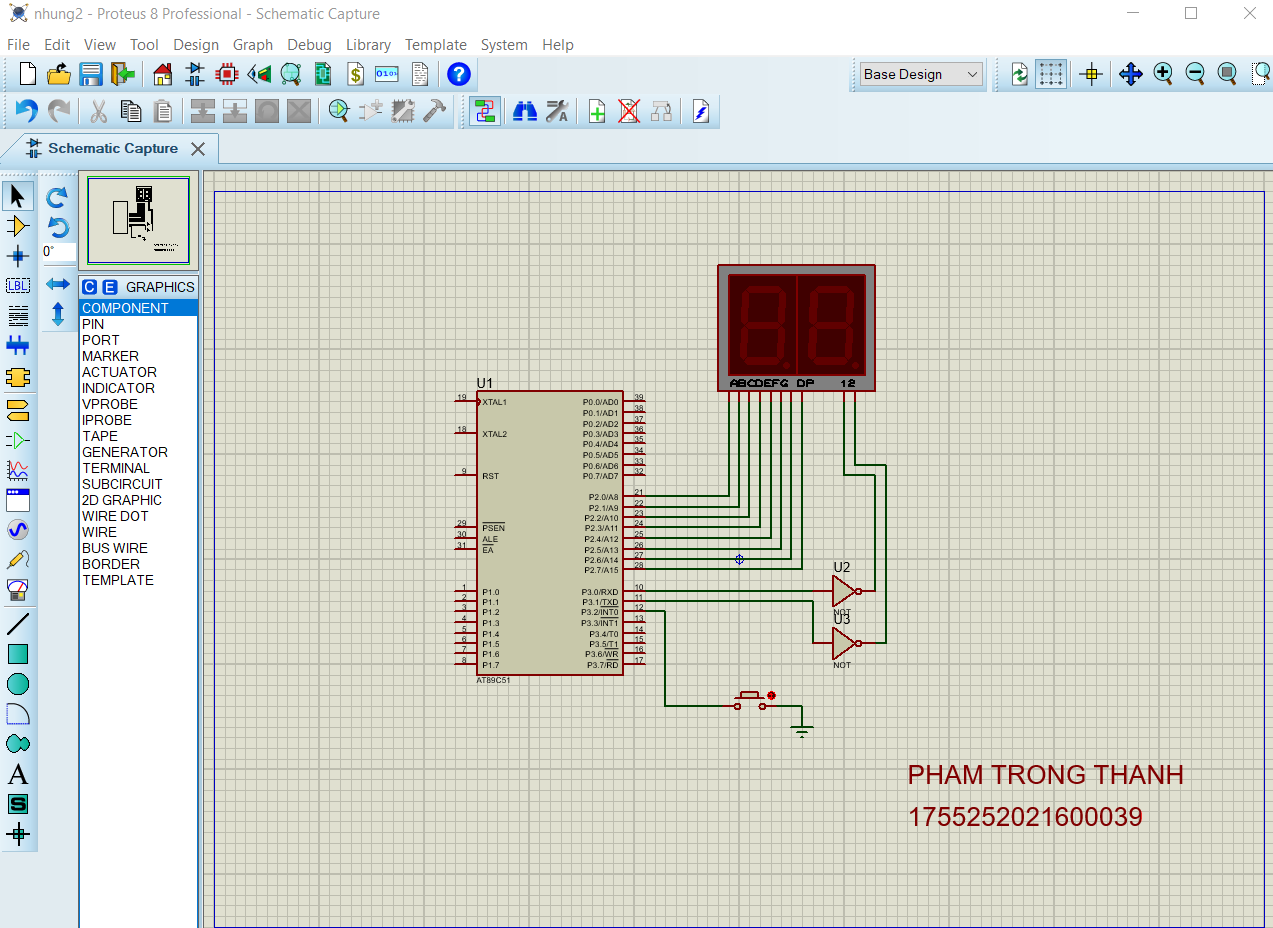 nhung2 - Proteus 8 Professional - Schematic Capture
File Edit View Tool Design Graph Debug Library Template System Help
$ 0101 ?
Base Design
A
Schematic Capture
0°
LBL
C E GRAPHICS
COMPONENT
PIN
PORT
MARKER
ACTUATOR
INDICATOR
VPROBE
IPROBE
TAPE
GENERATOR
TERMINAL
SUBCIRCUIT
2D GRAPHIC
WIRE DOT
WIRE
BUS WIRE
BORDER
TEMPLATE
A
S
ABCDEFG DP 12
U1
19 XTAL1
18 XTAL2
9 RST
29 PSEN
30 ALE
31 EA
1 P1.0
2 P1.1
3 P1.2
4 P1.3
5 P1.4
6 P1.5
7 P1.6
8 P1.7
P0.0/AD0 39
P0.1/AD1 38
P0.2/AD2 37
P0.3/AD3 36
P0.4/AD4 35
P0.5/AD5 34
P0.6/AD6 33
P0.7/AD7 32
P2.0/A8 21
P2.1/A9 22
P2.2/A10 23
P2.3/A11 24
P2.4/A12 25
P2.5/A13 26
P2.6/A14 27
P2.7/A15 28
P3.0/RXD 10
P3.1/TXD 11
P3.2/INT0 12
P3.3/INT1 13
P3.4/T0 14
P3.5/T1 15
P3.6/WR 16
P3.7/RD 17
AT89C51
U2
NOT
U3
NOT
PHAM TRONG THANH
1755252021600039